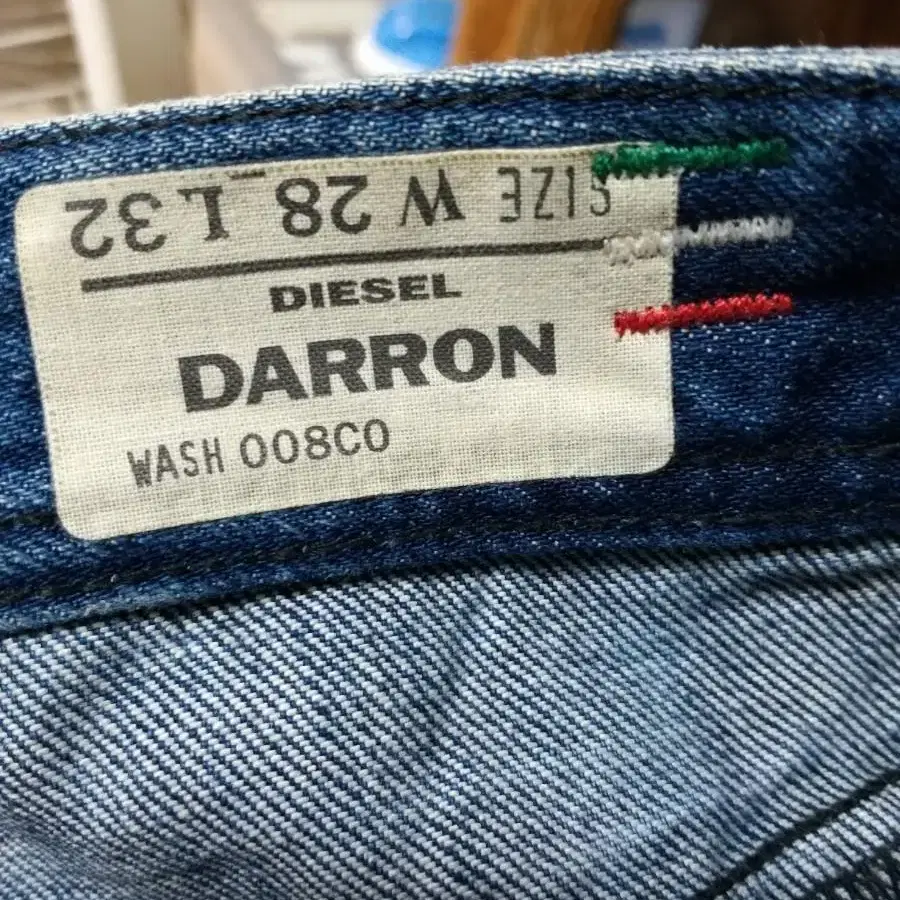 SIZE W 28 L 32
DIESEL
DARRON
WASH 008C0